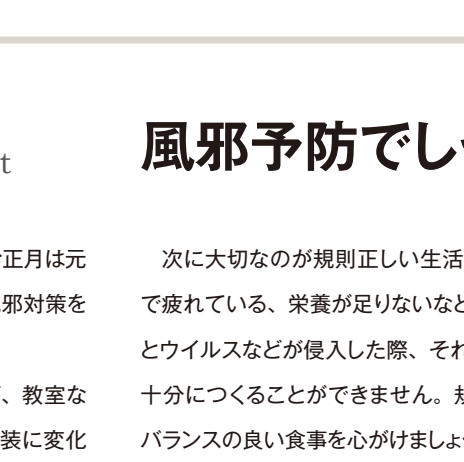 t
正月は元
邪対策を
、教室な
装に変化
風邪予防でし
次に大切なのが規則正しい生活
で疲れている、栄養が足りないなど
とウイルスなどが侵入した際、それ
十分につくることができません。規
バランスの良い食事を心がけましょ